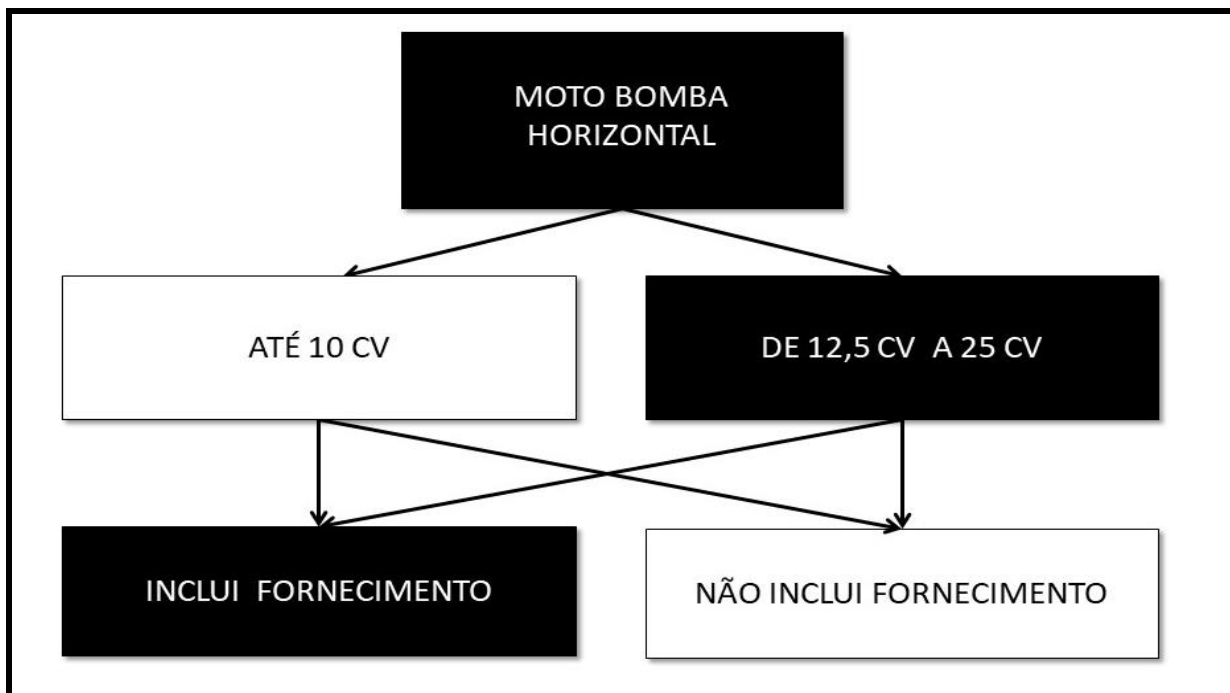 MOTO BOMBA
HORIZONTAL
ATÉ 10 CV
DE 12,5 CV A 25 CV
INCLUI FORNECIMENTO
NÃO INCLUI FORNECIMENTO